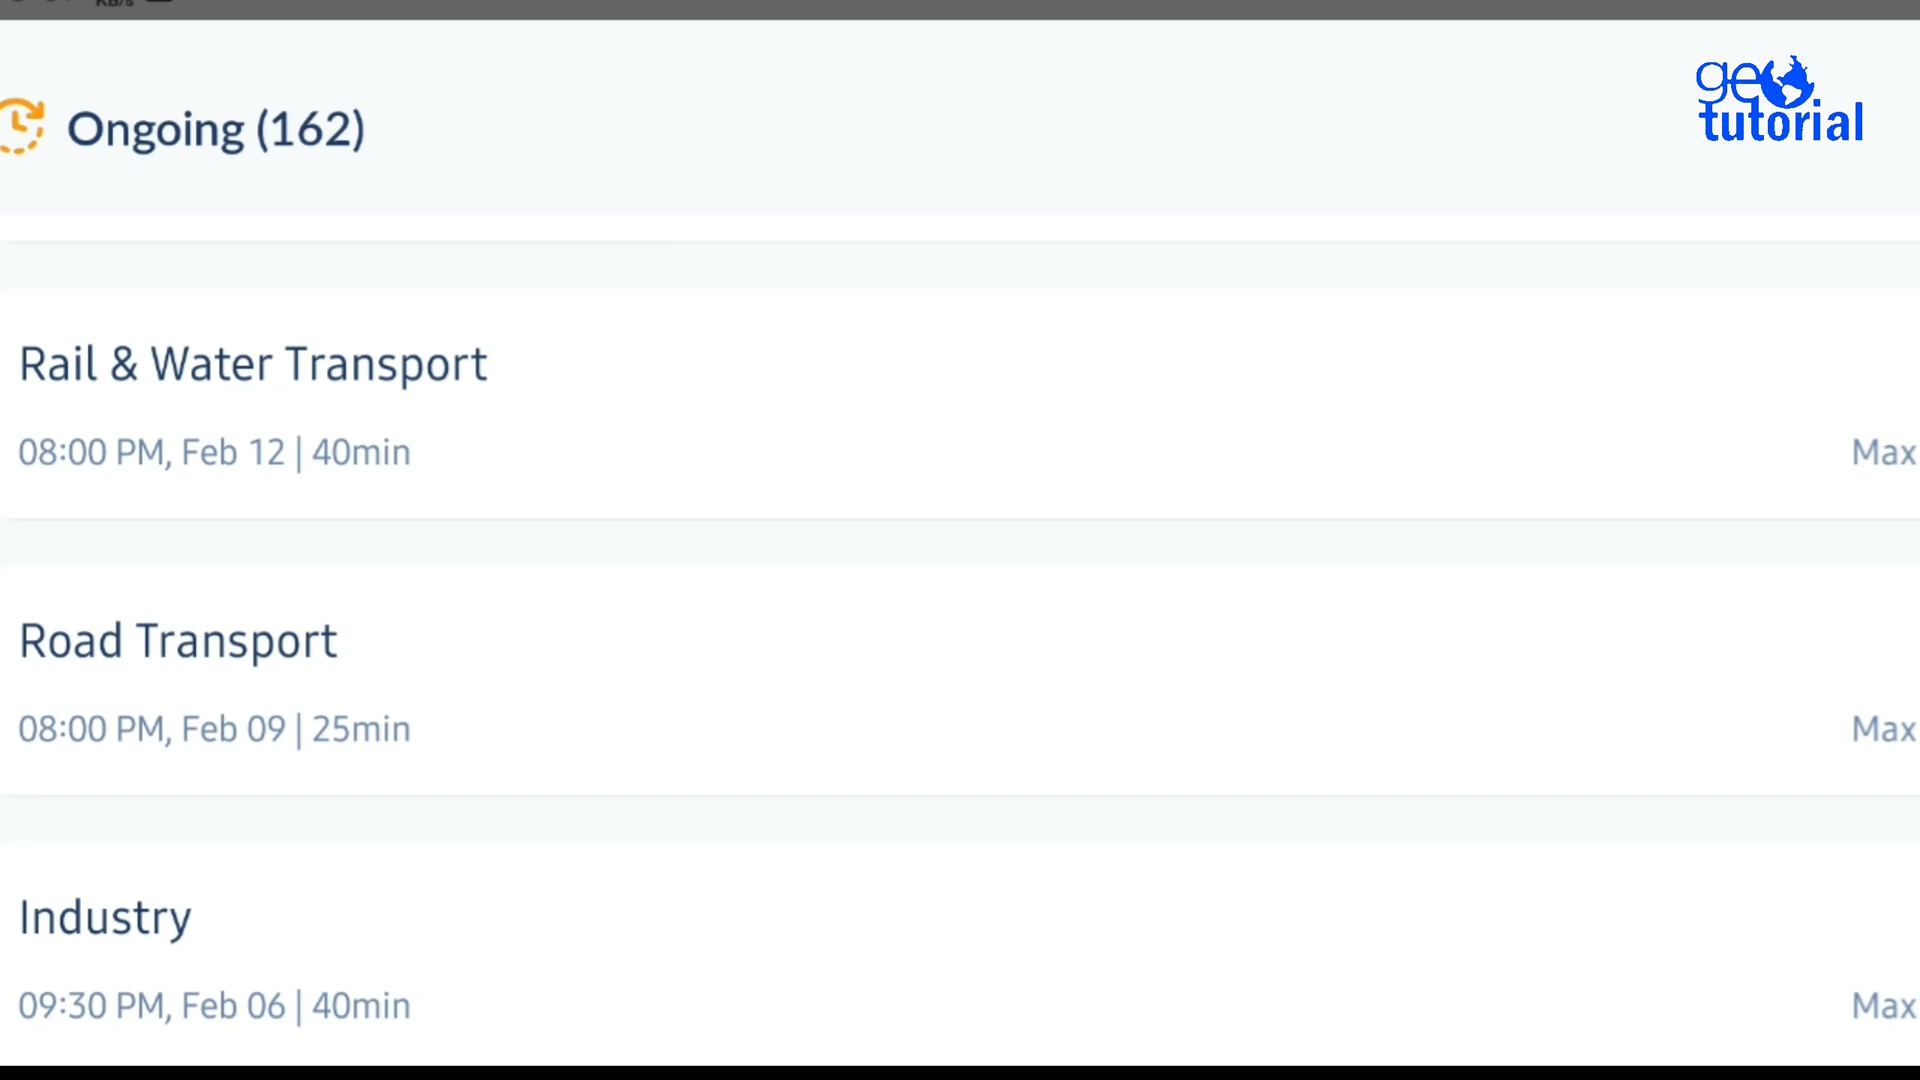 KB/s
geo
tutorial
Ongoing (162)
Rail & Water Transport
08:00 PM, Feb 12 | 40min
Max
Road Transport
08:00 PM, Feb 09 | 25min
Max
Industry
09:30 PM, Feb 06 | 40min
Max